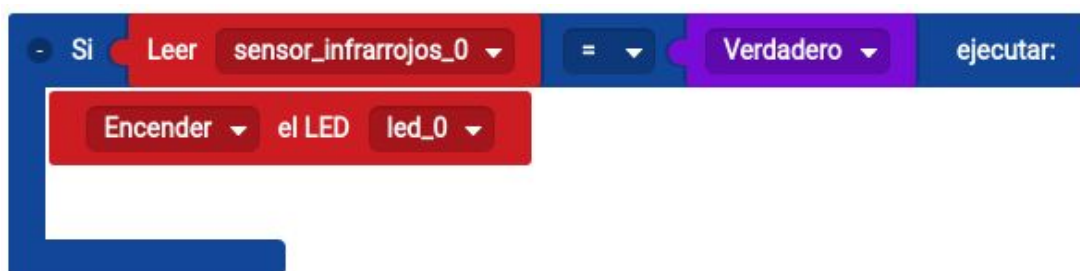 - Si Leer sensor_infrarrojos_0 = Verdadero ejecutar:
Encender el LED led_0